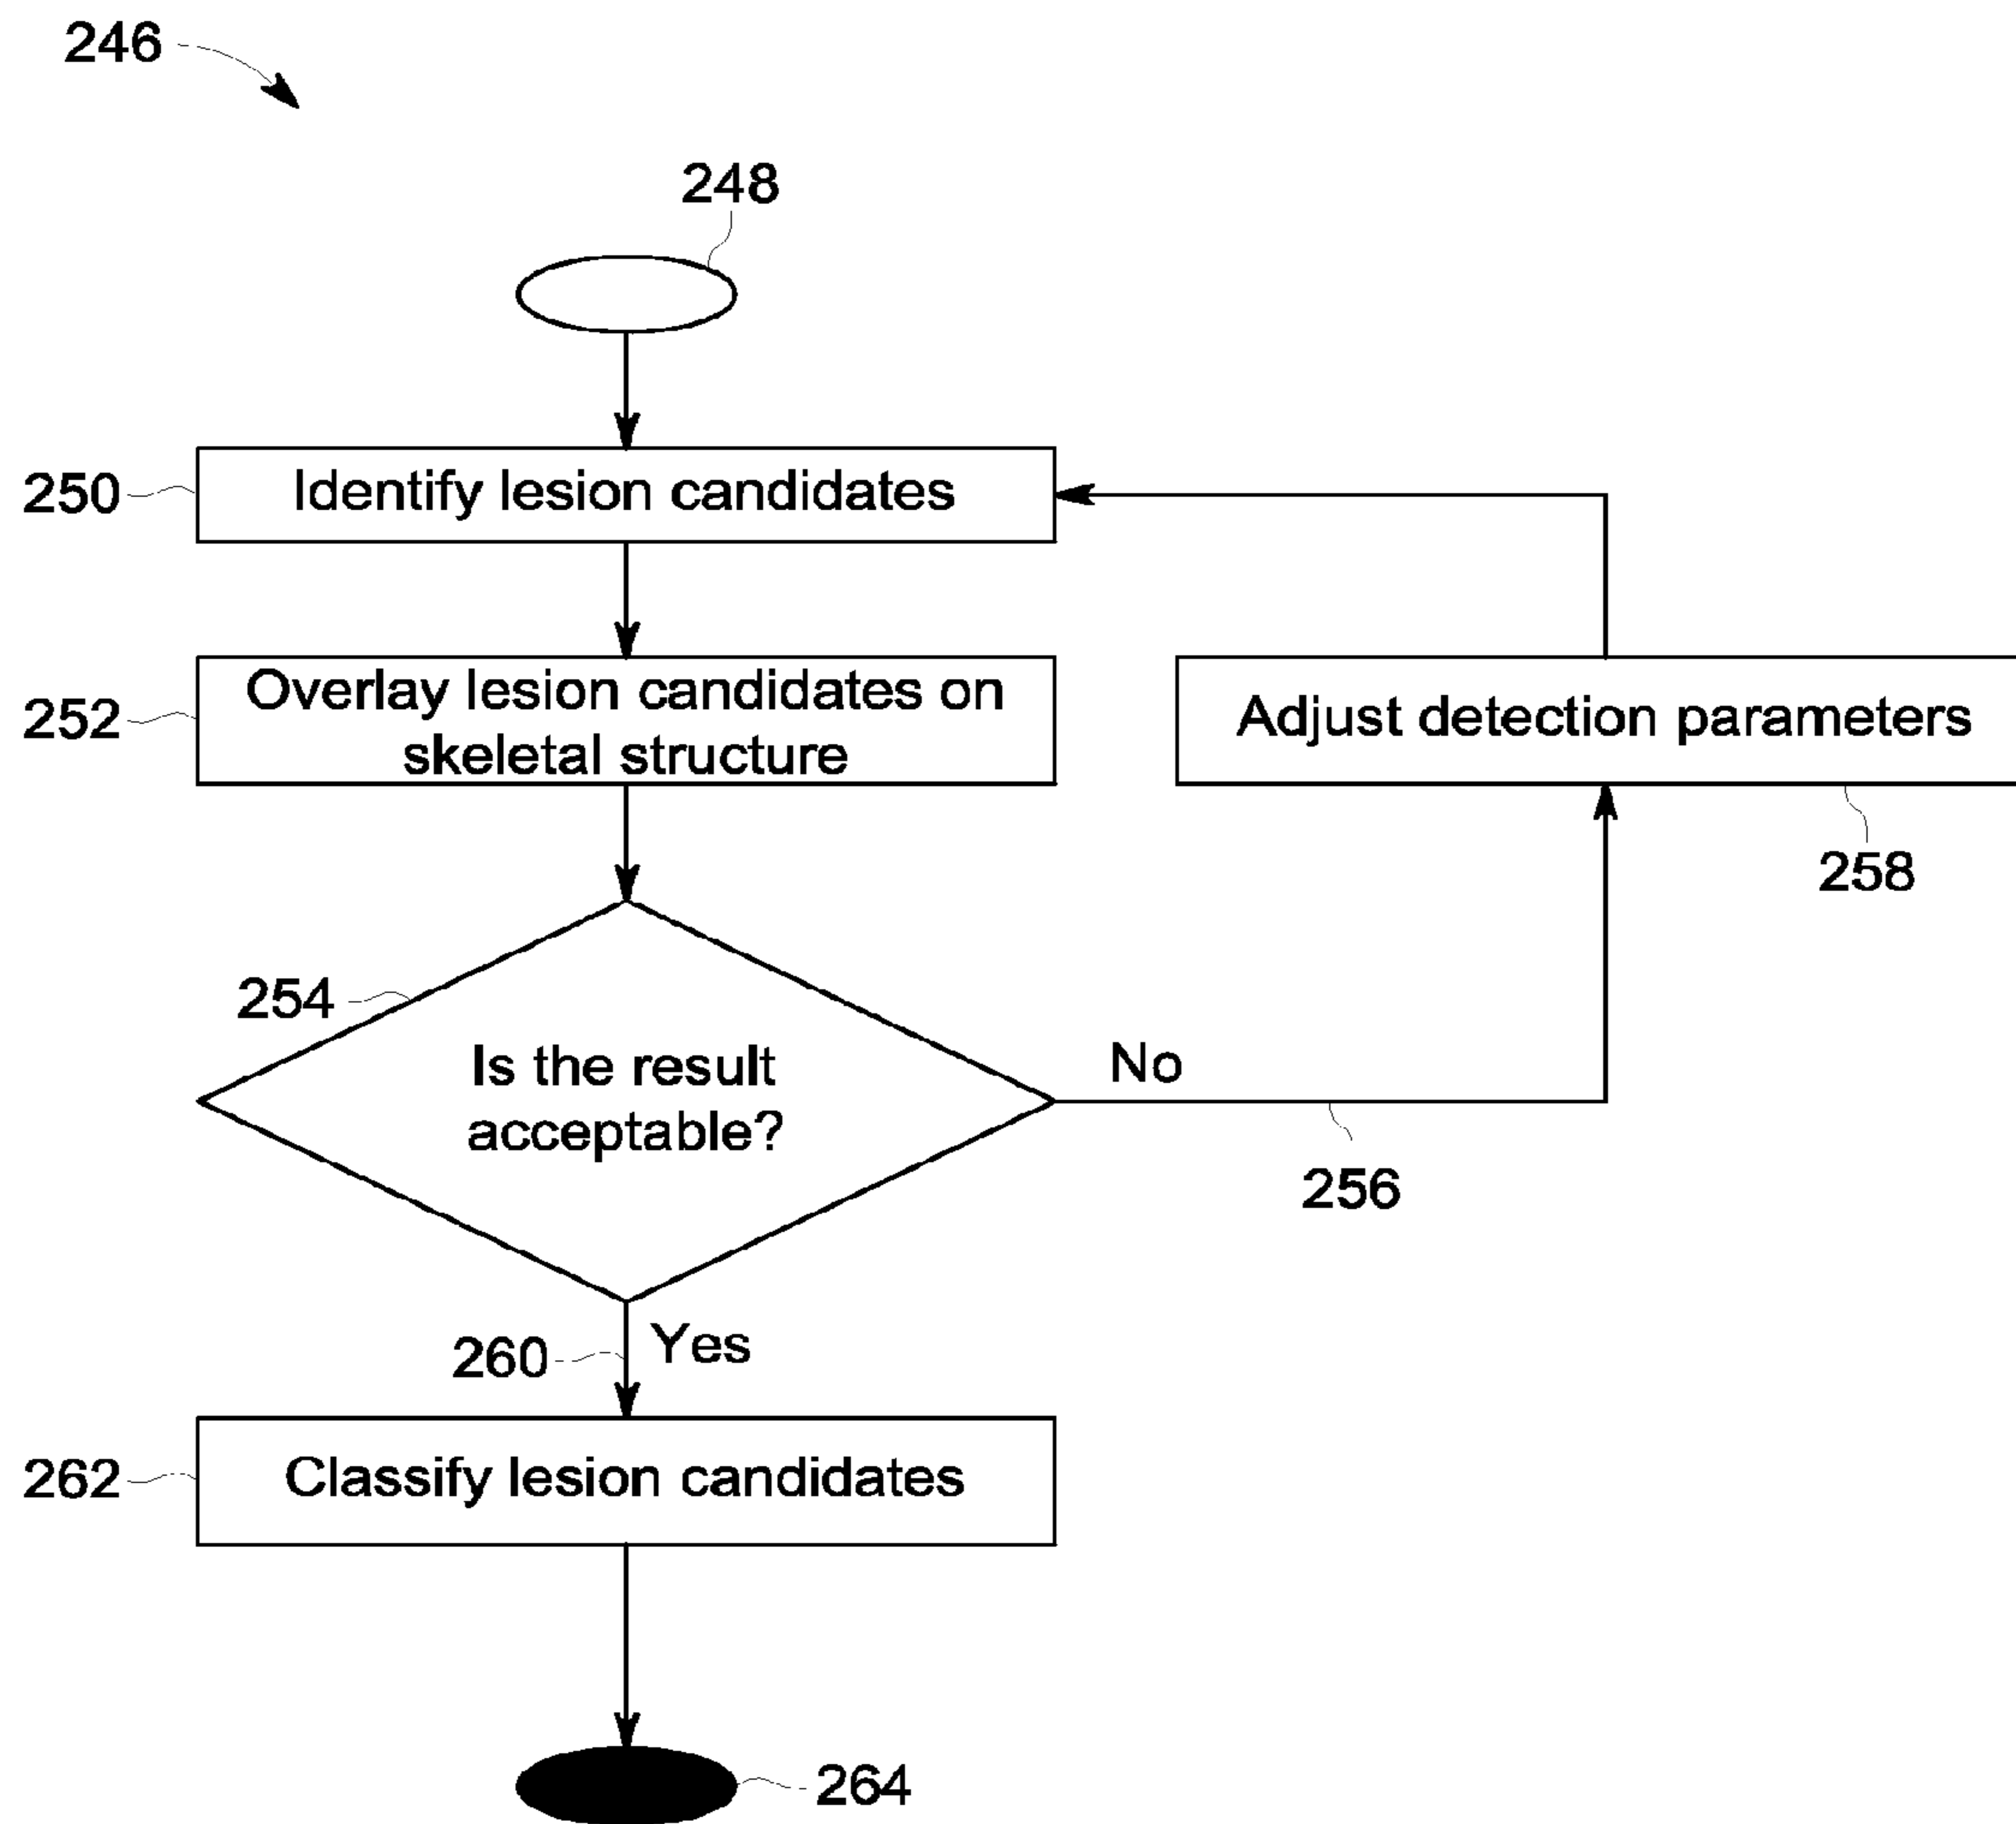 246
248
250
Identify lesion candidates
252
Overlay lesion candidates on
skeletal structure
Adjust detection parameters
258
254
Is the result
acceptable?
No
256
260
Yes
262
Classify lesion candidates
264